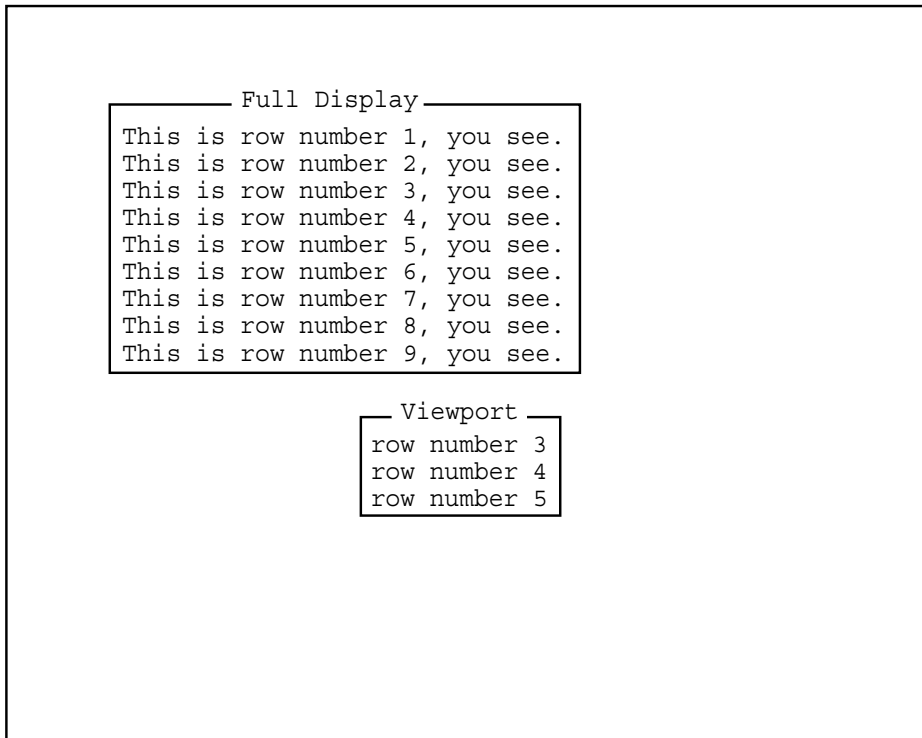 Full Display
This is row number 1, you see.
This is row number 2, you see.
This is row number 3, you see.
This is row number 4, you see.
This is row number 5, you see.
This is row number 6, you see.
This is row number 7, you see.
This is row number 8, you see.
This is row number 9, you see.
Viewport
row number 3
row number 4
row number 5